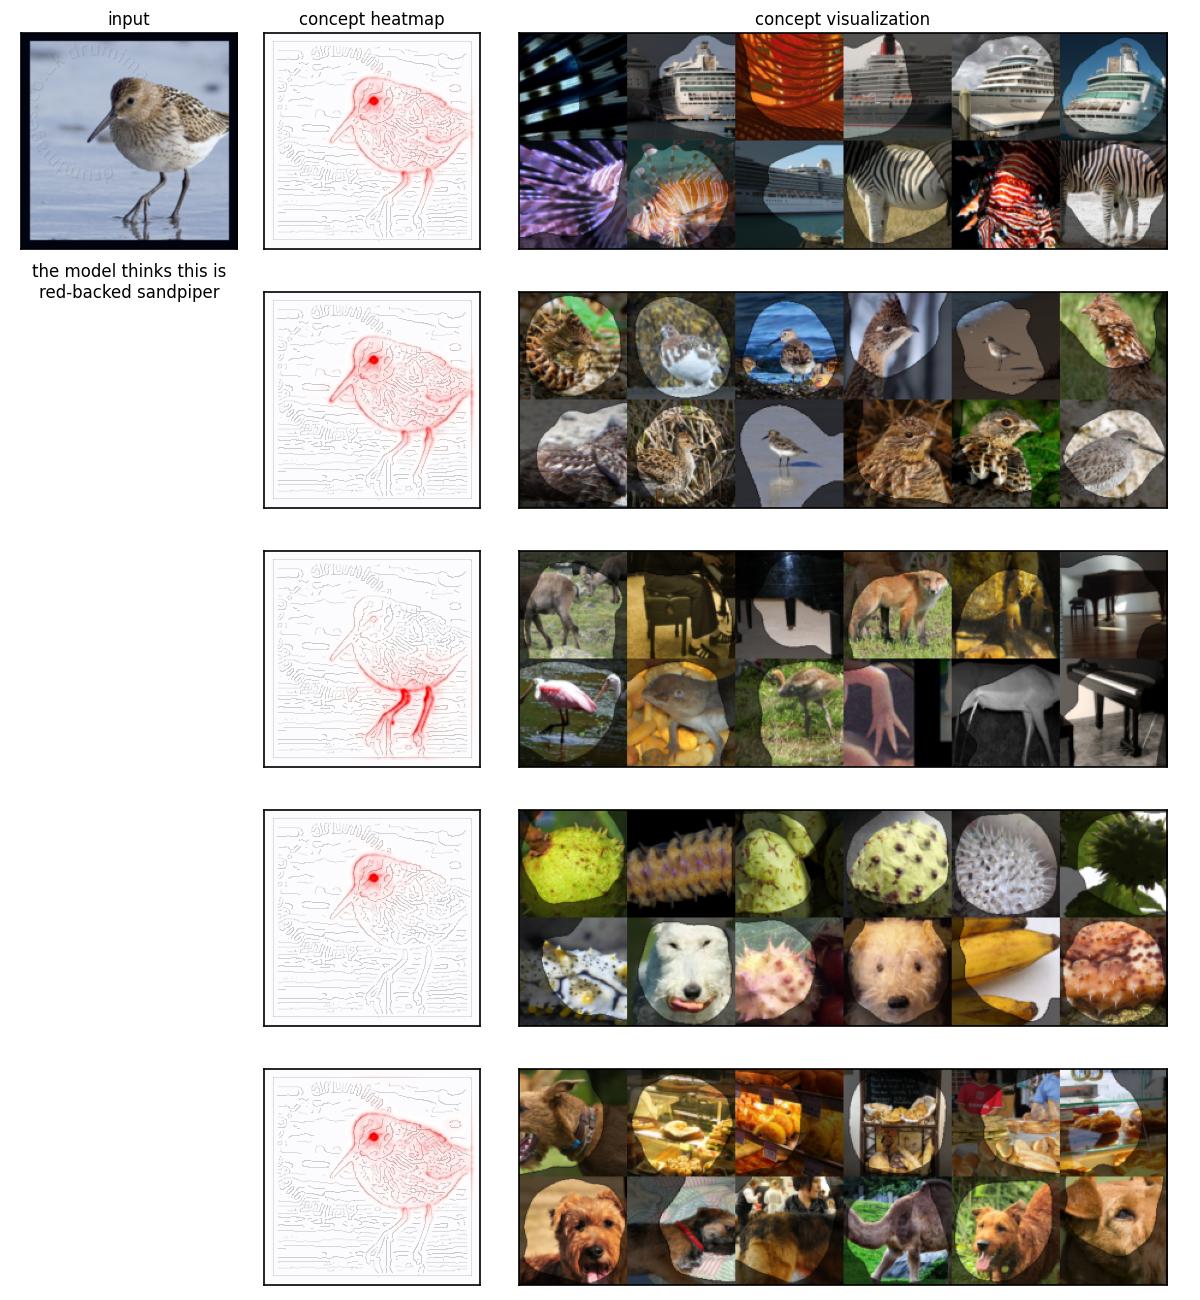 input
concept heatmap
concept visualization
the model thinks this is
red-backed sandpiper